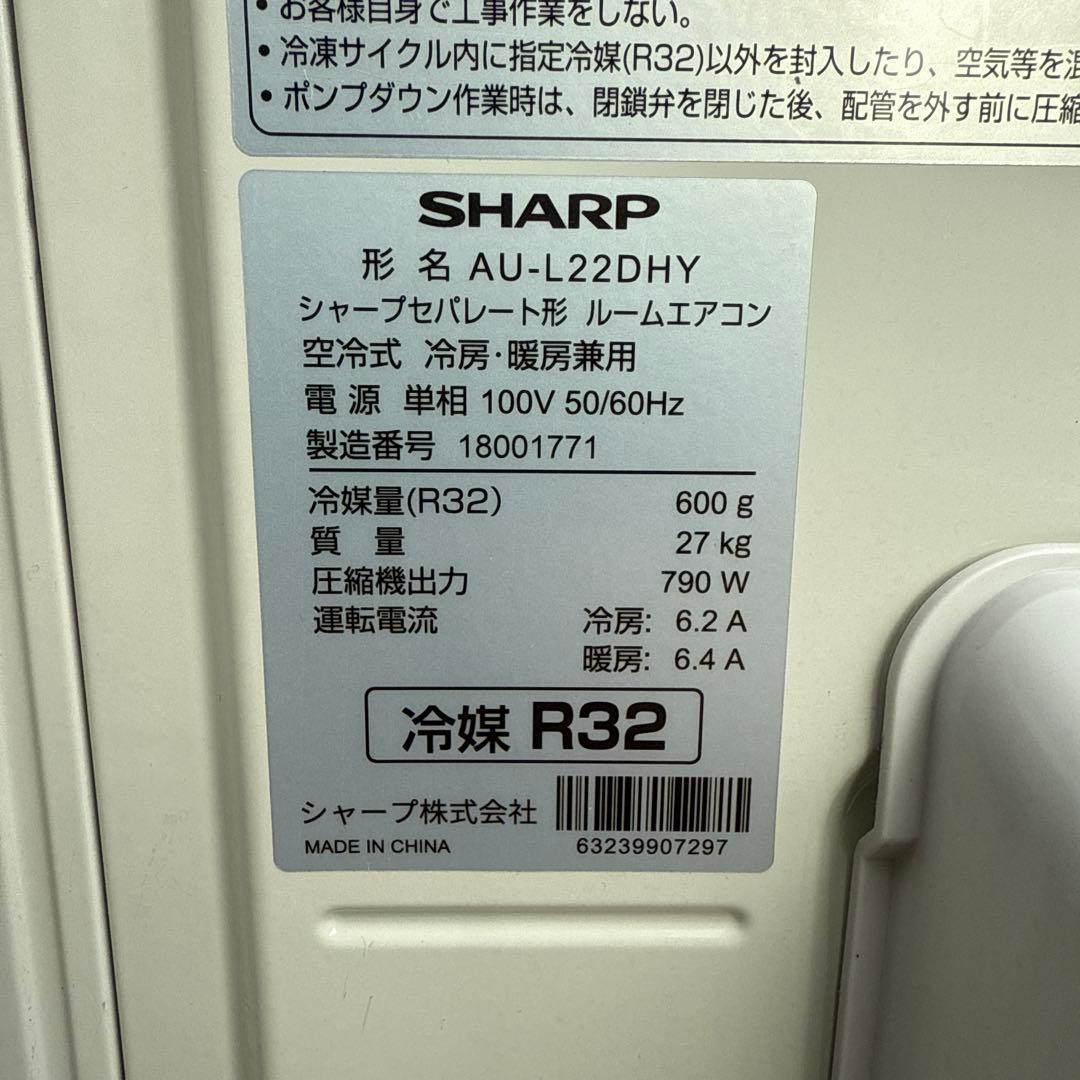 • お客様自身で工事作業をしない。
• 冷凍サイクル内に指定冷媒(R32)以外を封入したり、空気等を混
• ポンプダウン作業時は、閉鎖弁を閉じた後、配管を外す前に圧縮
SHARP
形 名 AU-L22DHY
シャープセパレート形 ルームエアコン
空冷式 冷房・暖房兼用
電 源 単相 100V 50/60Hz
製造番号 18001771
冷媒量(R32) 600 g
質 量 27 kg
圧縮機出力 790 W
運転電流 冷房: 6.2 A
暖房: 6.4 A
冷媒 R32
シャープ株式会社
MADE IN CHINA 63239907297